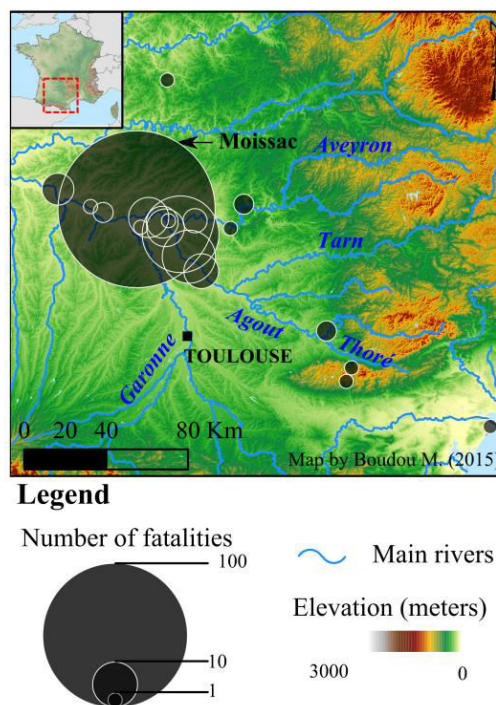 Moissac
Aveyron
Tarn
Agout
Thoré
TOULOUSE
Garonne
0 20 40 80 Km
Map by Boudou M. (2015)
Legend
Number of fatalities
100
10
1
Main rivers
Elevation (meters)
3000 0